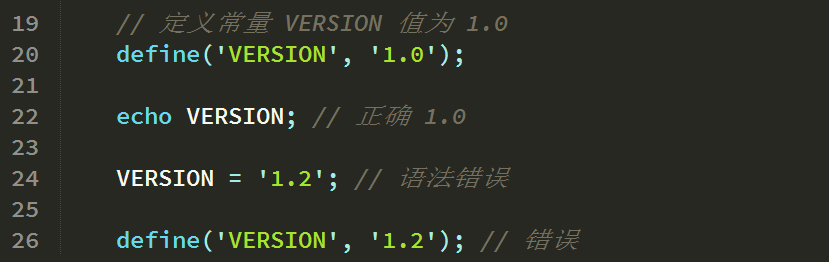 19 // 定义常量 VERSION 值为 1.0
20 define('VERSION', '1.0');
21
22 echo VERSION; // 正确 1.0
23
24 VERSION = '1.2'; // 语法错误
25
26 define('VERSION', '1.2'); // 错误